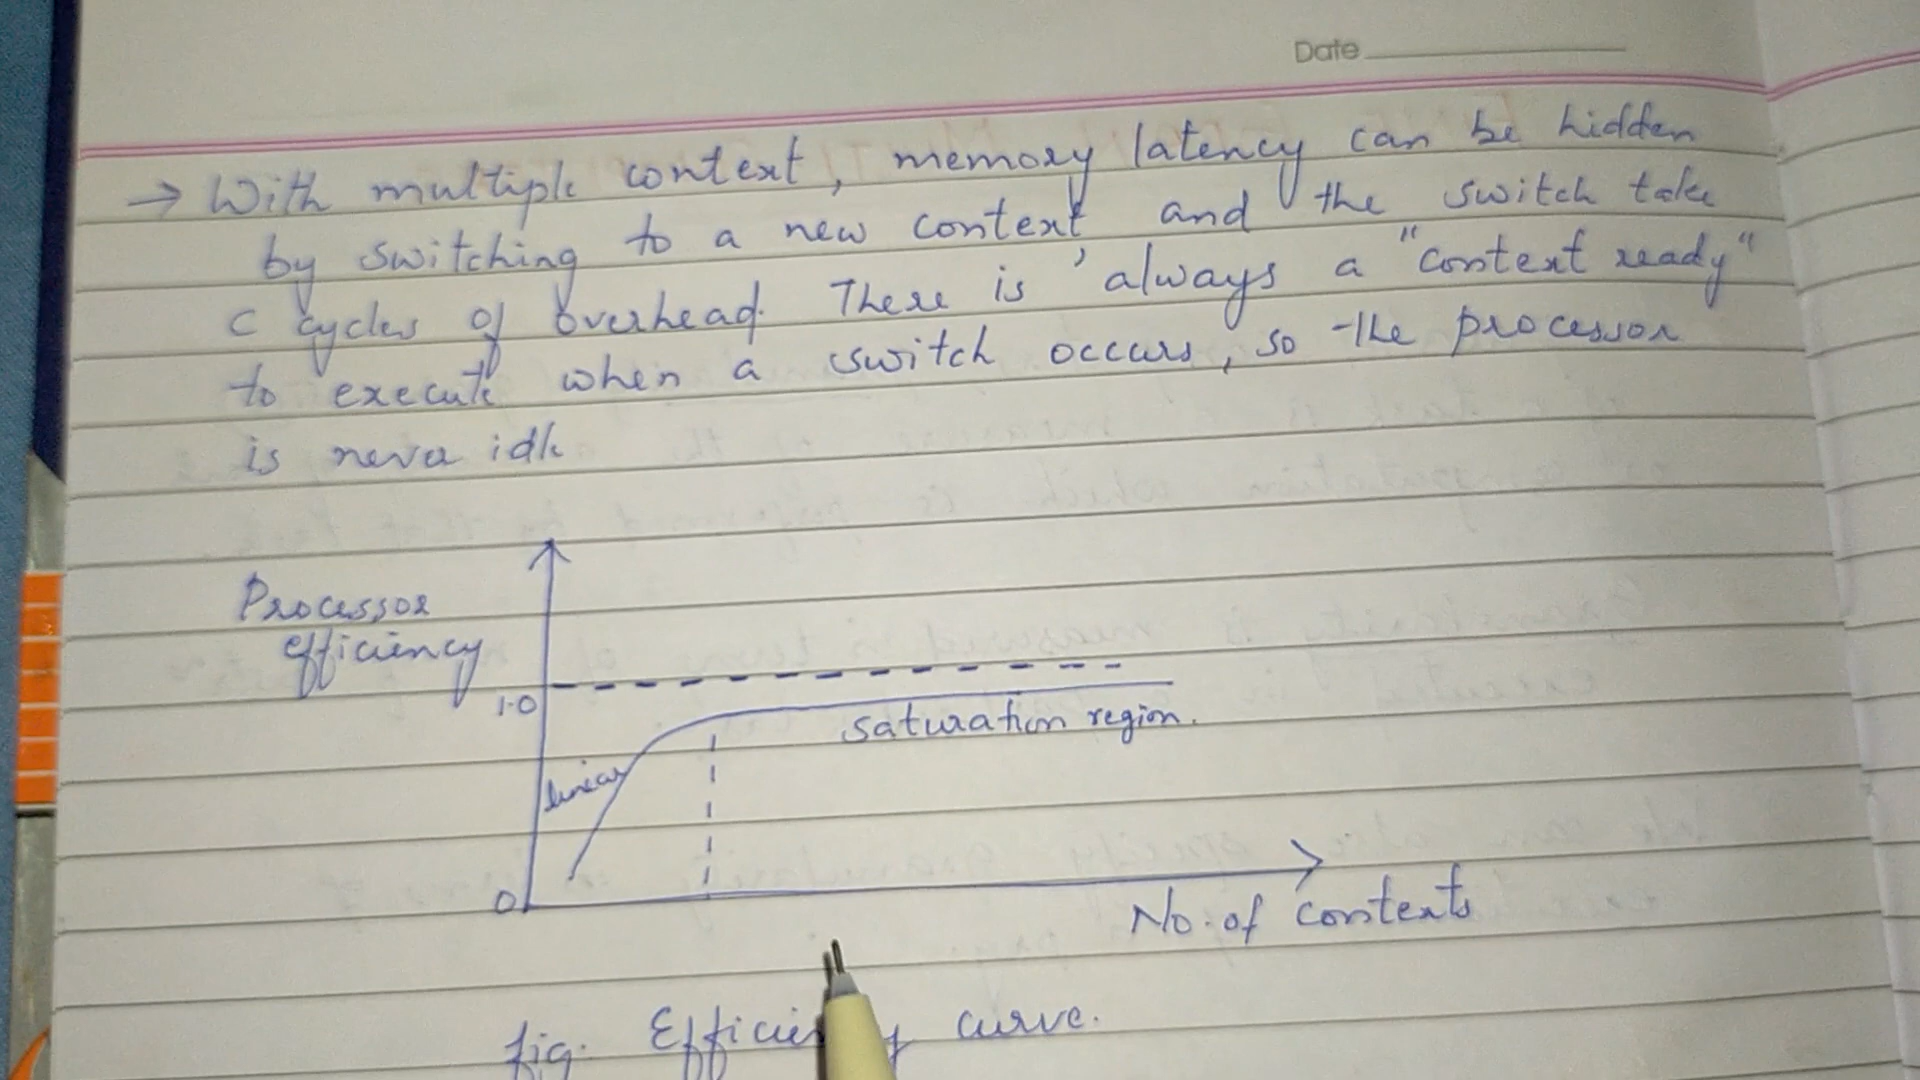 Date
→ With multiple context, memory latency can be hidden
by switching to a new context and the switch take
C cycles of overhead. There is always a "context ready"
to execute when a switch occurs, so the processor
is never idle
Processor
efficiency
1.0
saturation region.
linear
0
No. of contexts
fig. Efficiency curve.